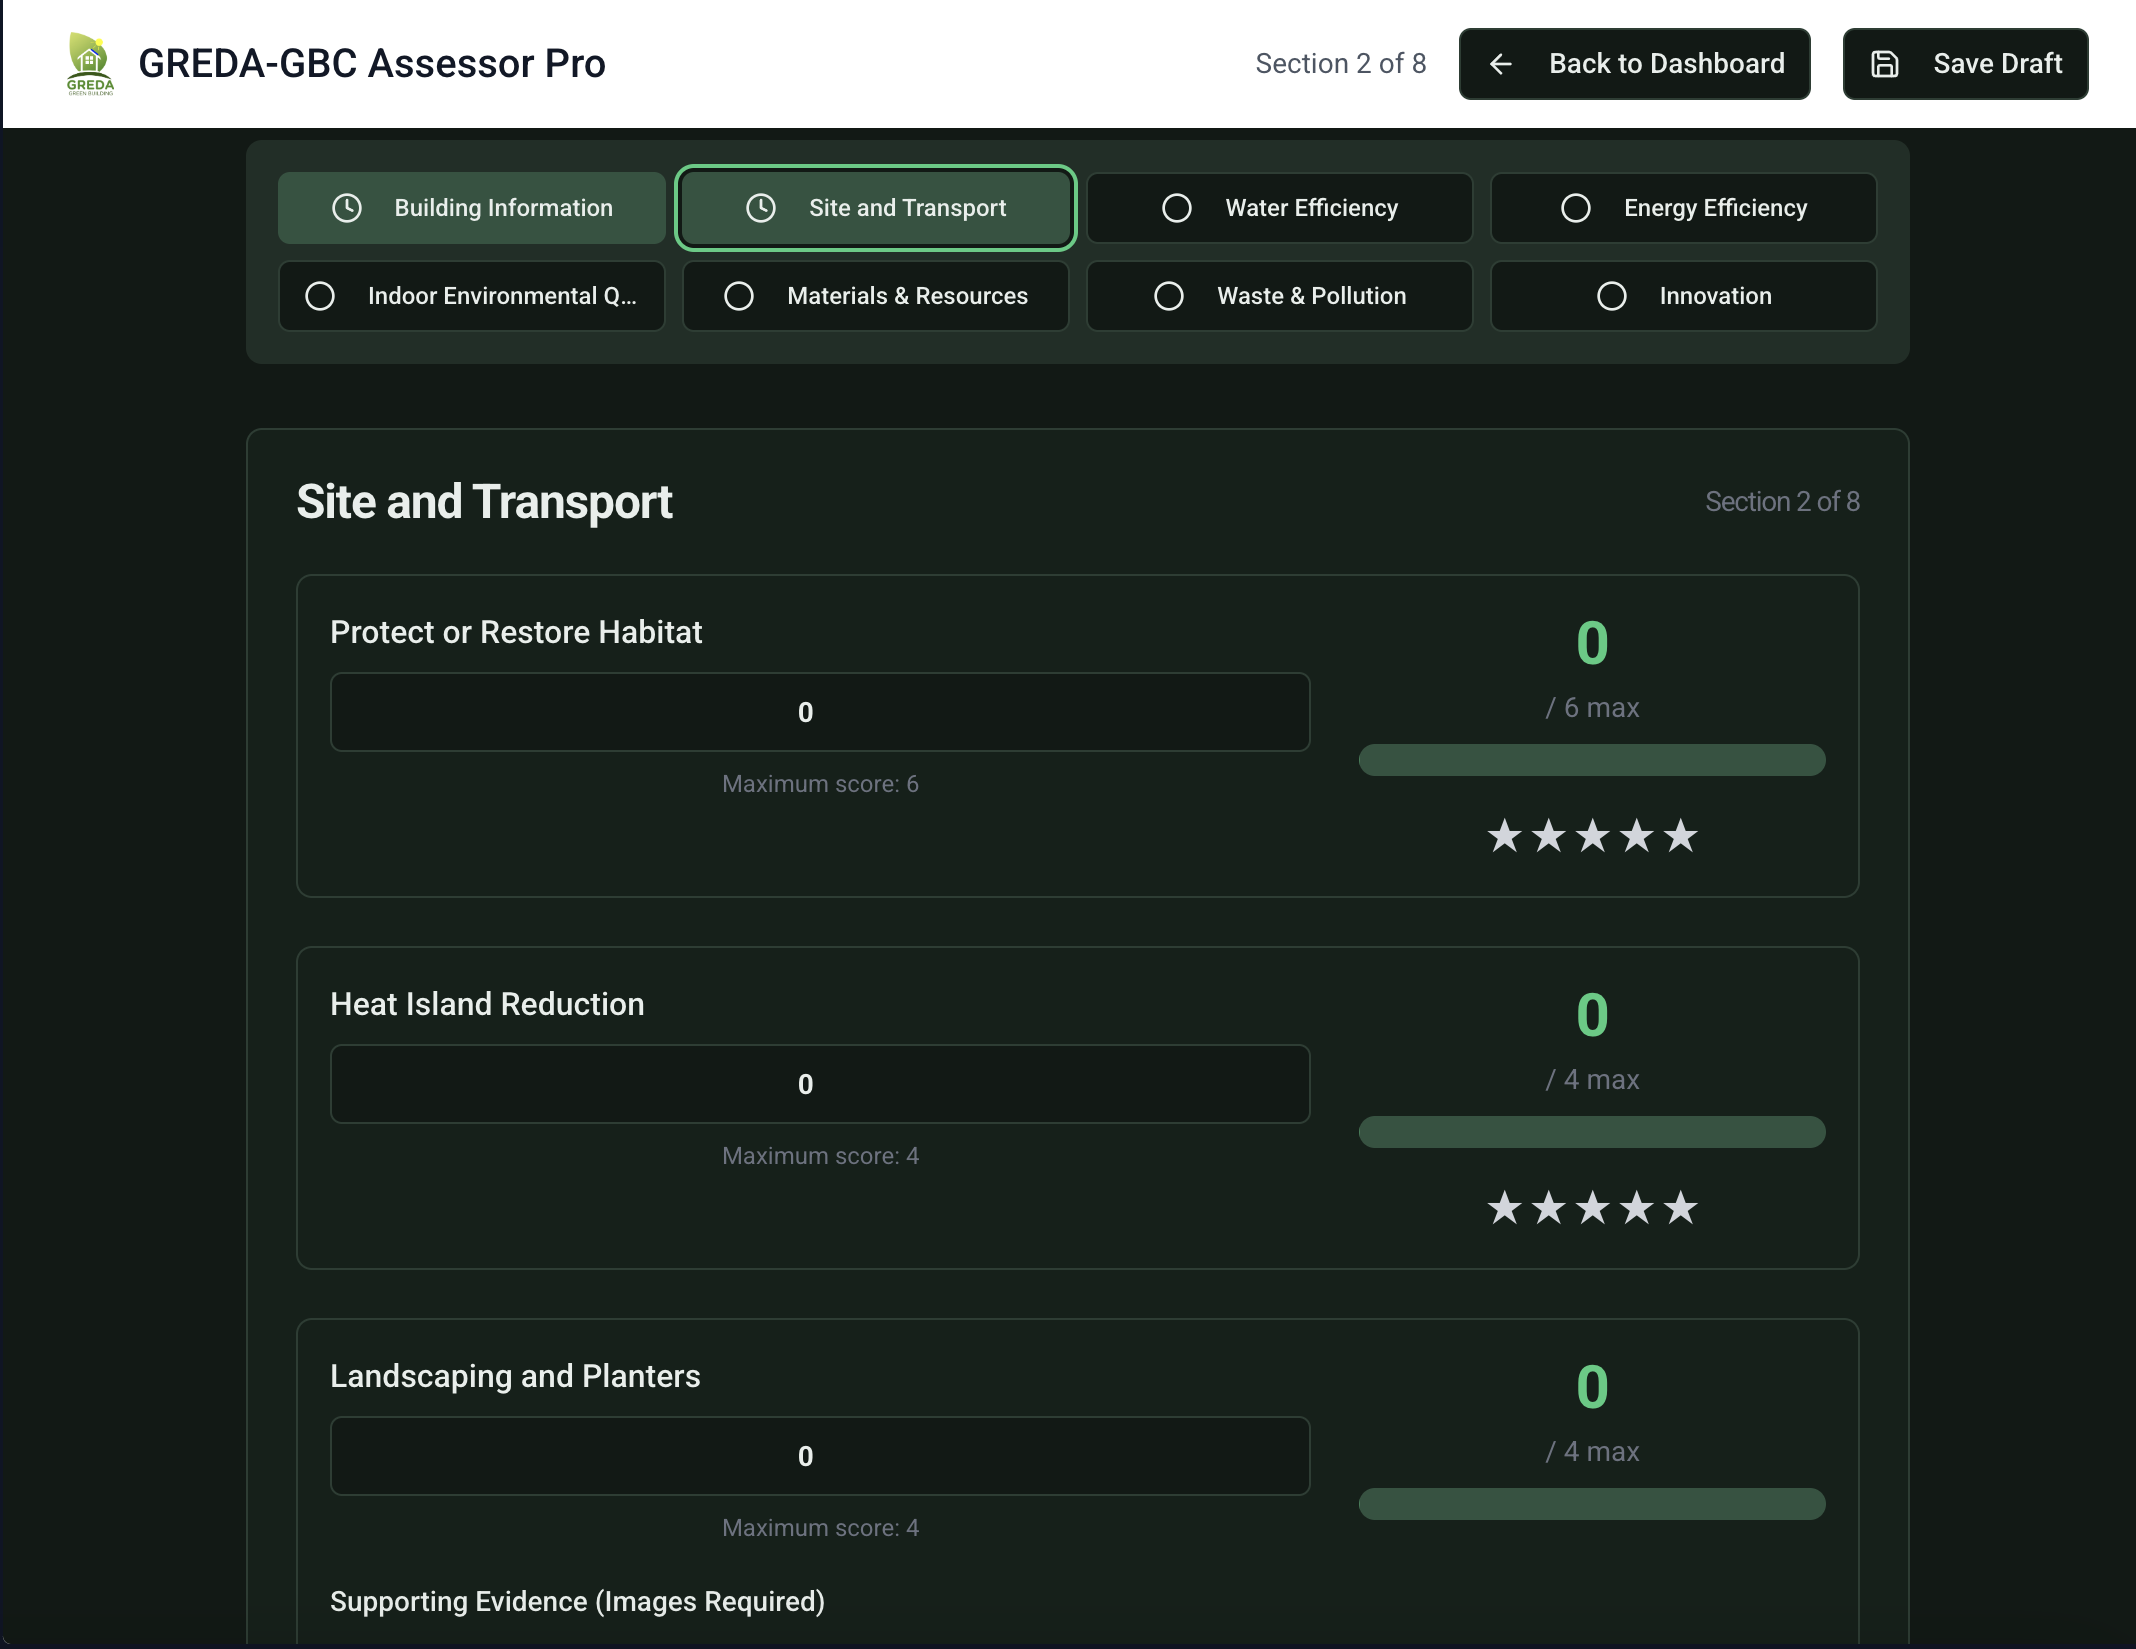 GREDA
GREEN BUILDING
GREDA-GBC Assessor Pro
Section 2 of 8
Back to Dashboard
Save Draft
Building Information
Site and Transport
Water Efficiency
Energy Efficiency
Indoor Environmental Q...
Materials & Resources
Waste & Pollution
Innovation
Site and Transport
Section 2 of 8
Protect or Restore Habitat
0
Maximum score: 6
0
/ 6 max
Heat Island Reduction
0
Maximum score: 4
0
/ 4 max
Landscaping and Planters
0
Maximum score: 4
0
/ 4 max
Supporting Evidence (Images Required)